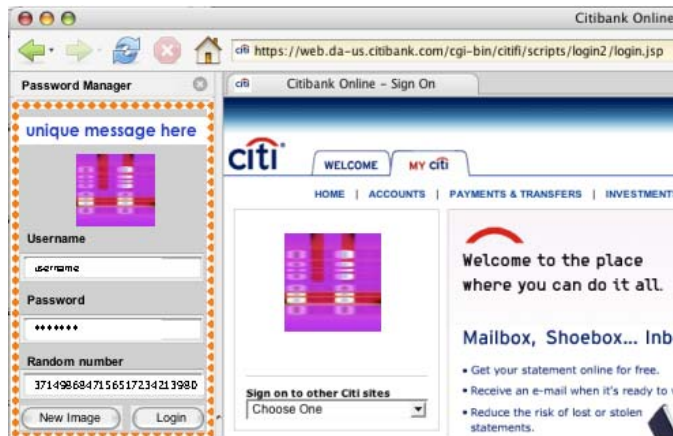 Citibank Online
citi https://web.da-us.citibank.com/cgi-bin/citifi/scripts/login2/login.jsp
Password Manager
citi Citibank Online – Sign On
unique message here
citi
WELCOME
MY citi
HOME | ACCOUNTS | PAYMENTS & TRANSFERS | INVESTMENT
Username
username
Password
*******
Random number
New Image
Login
Welcome to the place
where you can do it all.
Mailbox, Shoebox... Inb
• Get your statement online for free.
• Receive an e-mail when it's ready to
• Reduce the risk of lost or stolen
statements.
Sign on to other Citi sites
Choose One